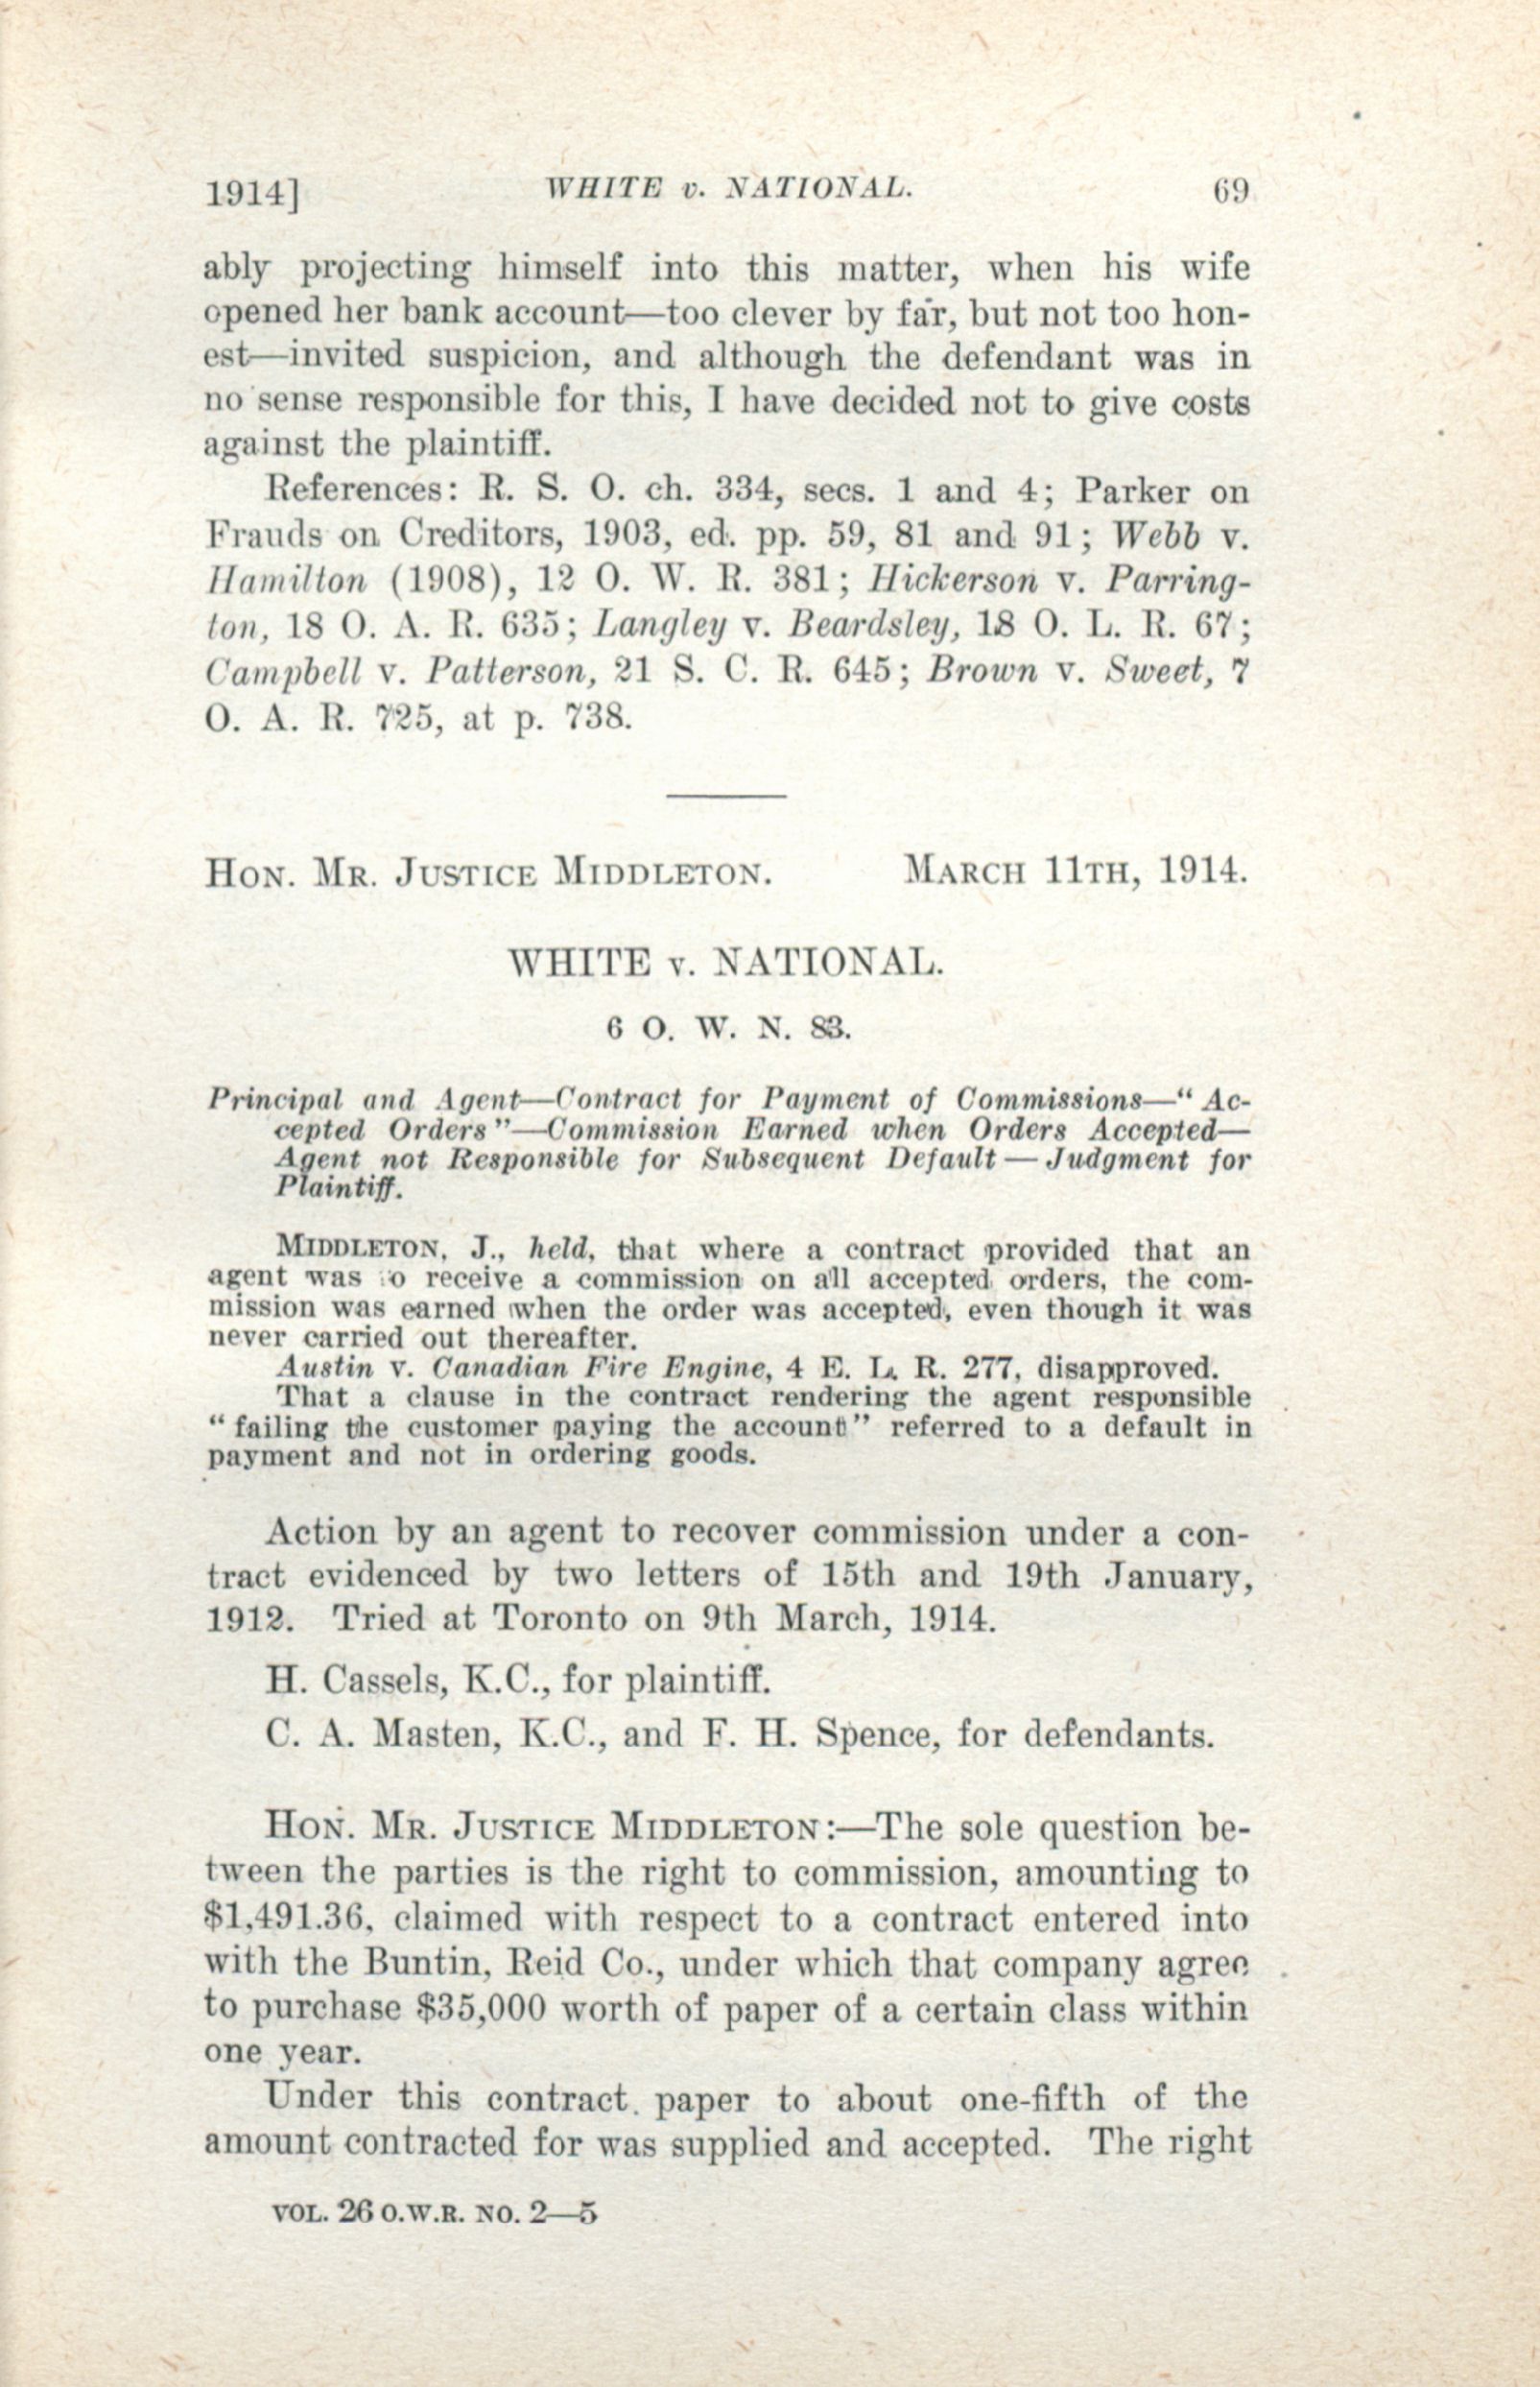 1914] WHITE v. NATIONAL. 69
ably projecting himself into this matter, when his wife
opened her bank account—too clever by far, but not too hon-
est—invited suspicion, and although the defendant was in
no sense responsible for this, I have decided not to give costs
against the plaintiff.
References: R. S. O. ch. 334, secs. 1 and 4; Parker on
Frauds on Creditors, 1903, ed. pp. 59, 81 and 91; Webb v.
Hamilton (1908), 12 O. W. R. 381; Hickerson v. Parring-
ton, 18 O. A. R. 635; Langley v. Beardsley, 18 O. L. R. 67;
Campbell v. Patterson, 21 S. C. R. 645; Brown v. Sweet, 7
O. A. R. 725, at p. 738.
HON. MR. JUSTICE MIDDLETON. MARCH 11TH, 1914.
WHITE v. NATIONAL.
6 O. W. N. 83.
Principal and Agent—Contract for Payment of Commissions—" Ac-
cepted Orders"—Commission Earned when Orders Accepted—
Agent not Responsible for Subsequent Default — Judgment for
Plaintiff.
MIDDLETON, J., held, that where a contract provided that an
agent was to receive a commission on all accepted orders, the com-
mission was earned when the order was accepted, even though it was
never carried out thereafter.
Austin v. Canadian Fire Engine, 4 E. L. R. 277, disapproved.
That a clause in the contract rendering the agent responsible
" failing the customer paying the account" referred to a default in
payment and not in ordering goods.
Action by an agent to recover commission under a con-
tract evidenced by two letters of 15th and 19th January,
1912. Tried at Toronto on 9th March, 1914.
H. Cassels, K.C., for plaintiff.
C. A. Masten, K.C., and F. H. Spence, for defendants.
HON. MR. JUSTICE MIDDLETON:—The sole question be-
tween the parties is the right to commission, amounting to
$1,491.36, claimed with respect to a contract entered into
with the Buntin, Reid Co., under which that company agree
to purchase $35,000 worth of paper of a certain class within
one year.
Under this contract. paper to about one-fifth of the
amount contracted for was supplied and accepted. The right
VOL. 26 O.W.R. NO. 2—5